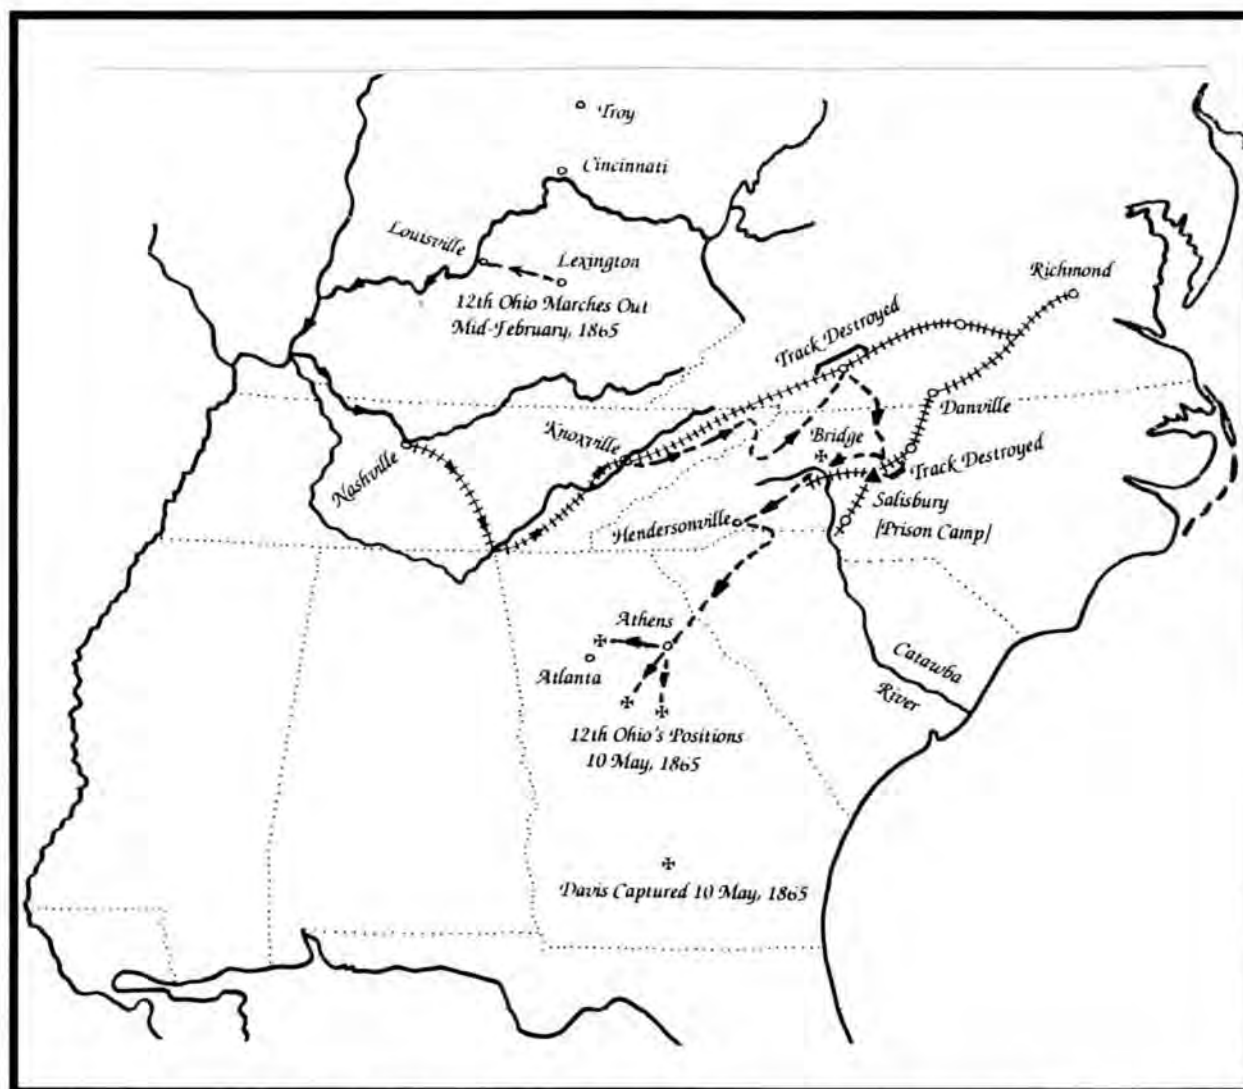 Troy
Cincinnati
Louisville
Lexington
12th Ohio Marches Out
Mid-February, 1865
Richmond
Track Destroyed
Danville
Knoxville
Bridge
Track Destroyed
Nashville
Salisbury
[Prison Camp]
Hendersonville
Athens
Atlanta
Catawba
River
12th Ohio's Positions
10 May, 1865
Davis Captured 10 May, 1865